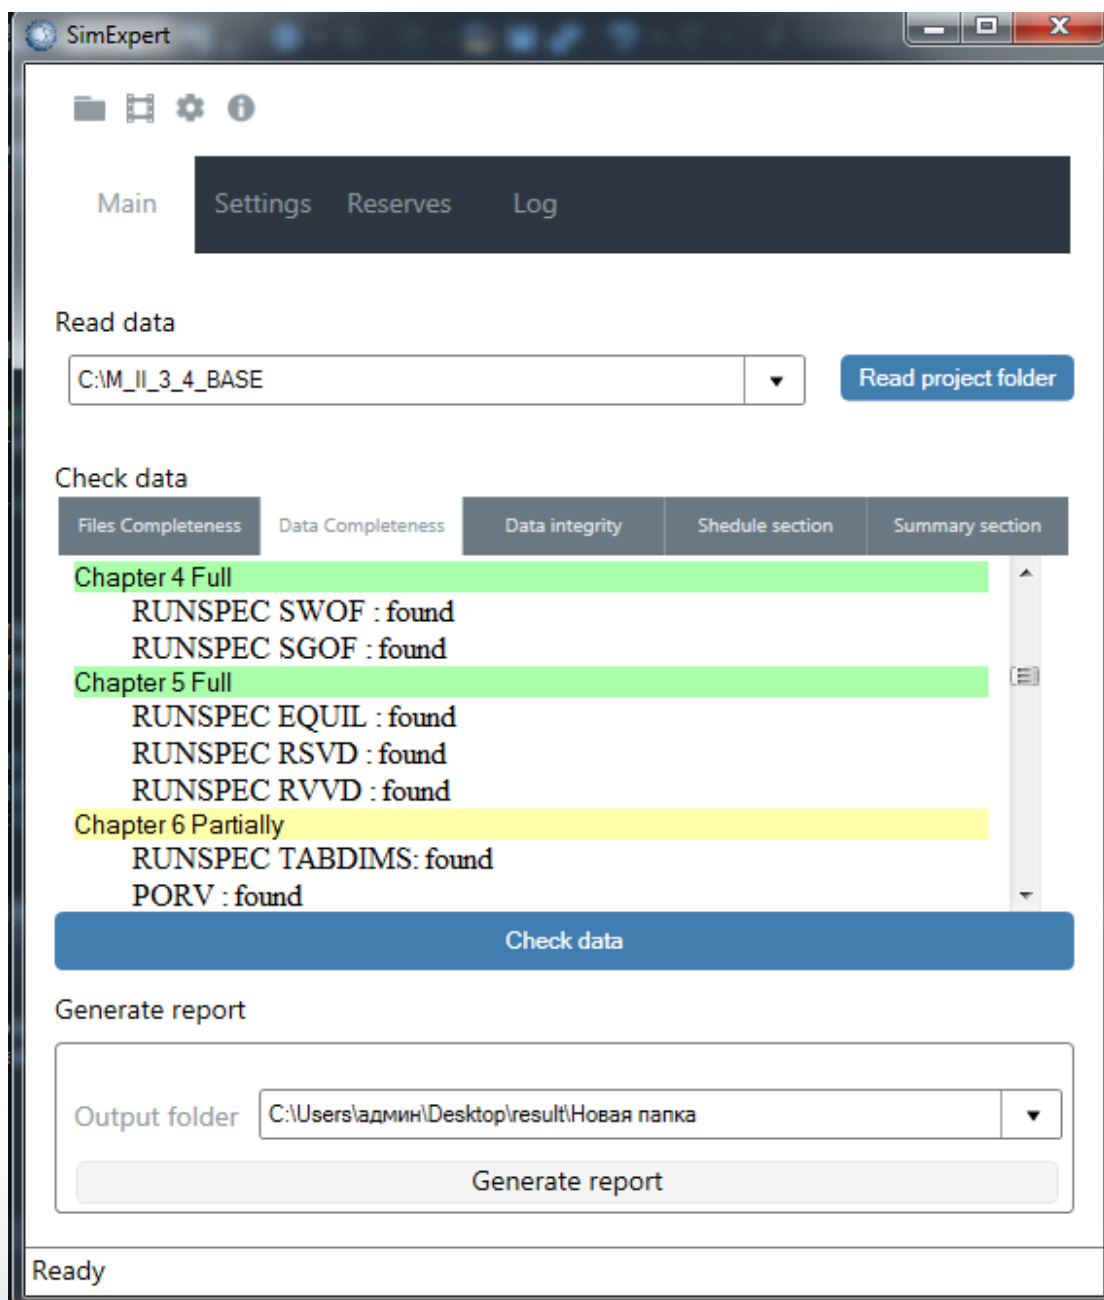 SimExpert
Main Settings Reserves Log
Read data
C:\M_II_3_4_BASE Read project folder
Check data
Files Completeness Data Completeness Data integrity Shedule section Summary section
Chapter 4 Full
RUNSPEC SWOF : found
RUNSPEC SGOF : found
Chapter 5 Full
RUNSPEC EQUIL : found
RUNSPEC RSVD : found
RUNSPEC RVVD : found
Chapter 6 Partially
RUNSPEC TABDIMS: found
PORV : found
Check data
Generate report
Output folder C:\Users\админ\Desktop\result\Новая папка
Generate report
Ready